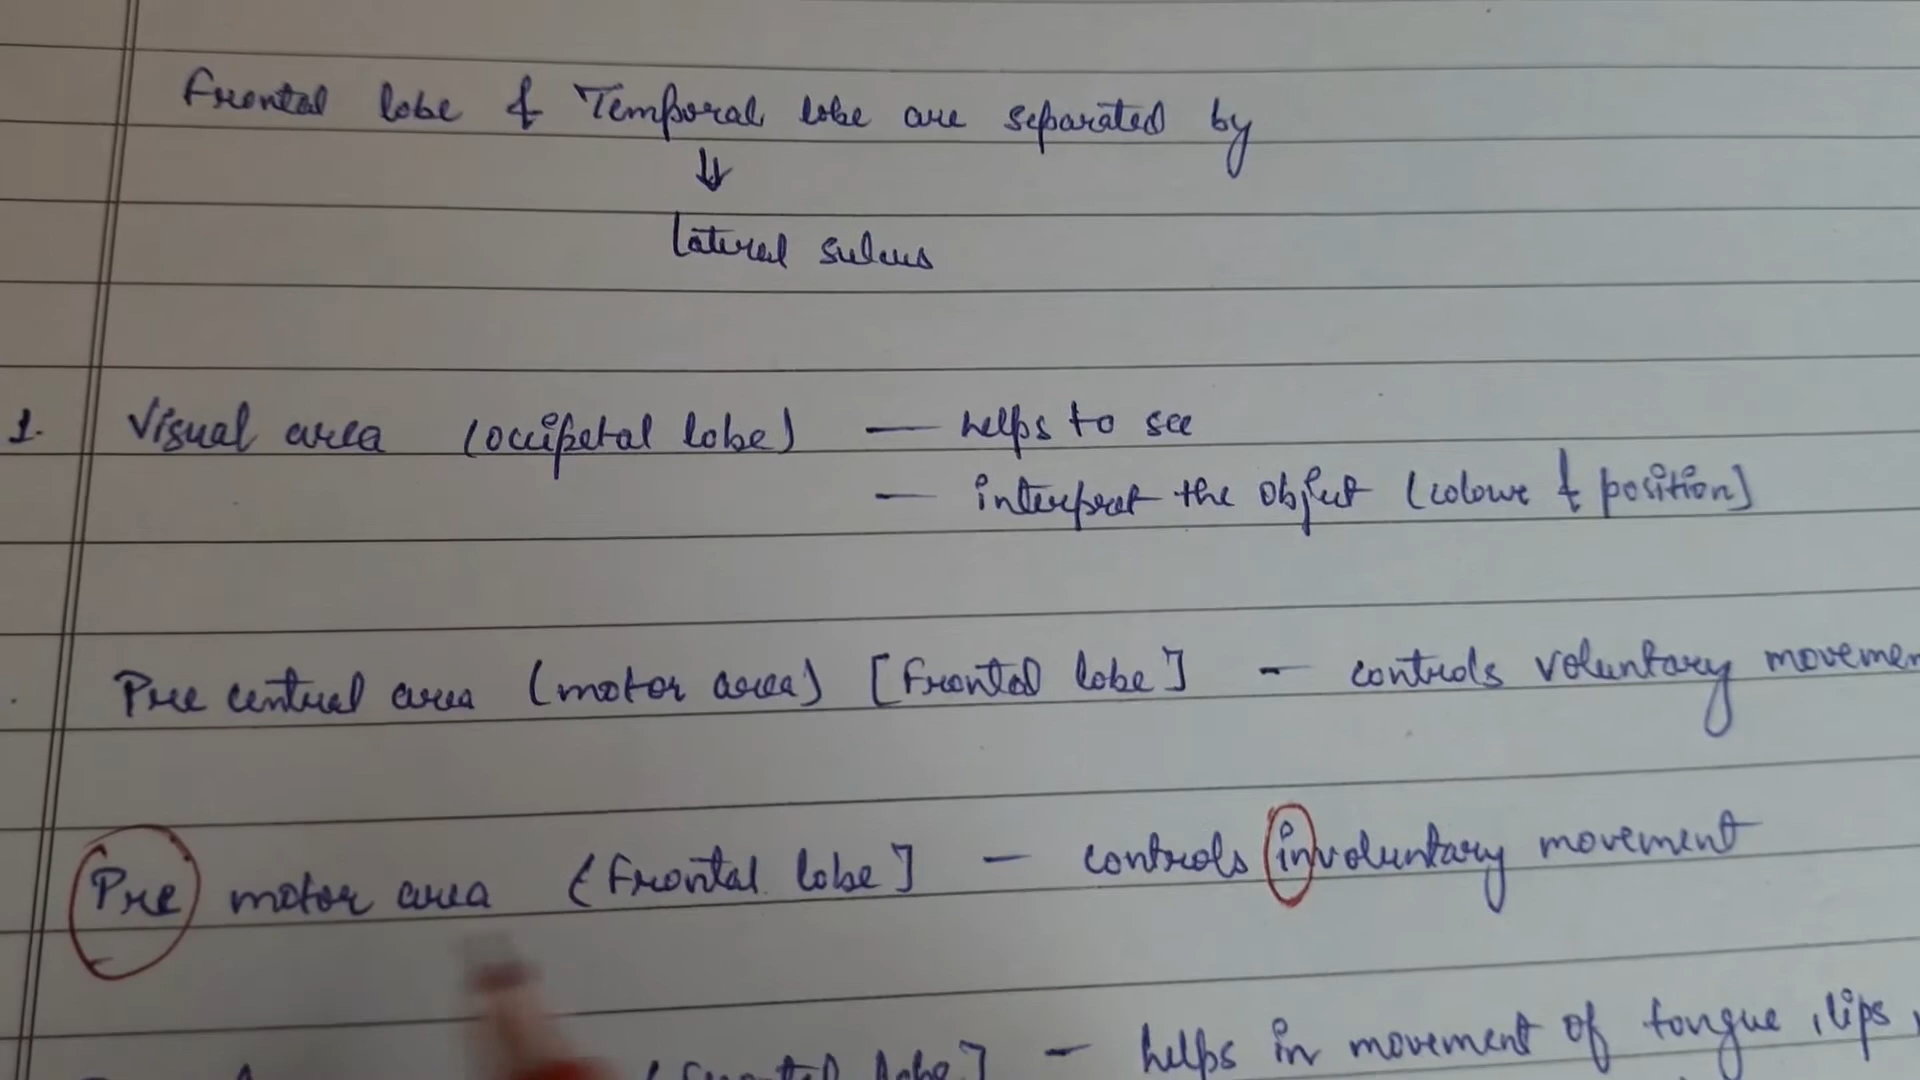 Frontal lobe & Temporal lobe are separated by
↓
lateral sulcus
1. Visual area (occipetal lobe) — helps to see
— interpret the object (colour & position)
Pre central area (motor area) [frontal lobe] - controls voluntary movemen
Pre motor area (frontal lobe] - controls involuntary movement
lobe] - helps in movement of tongue, lips,